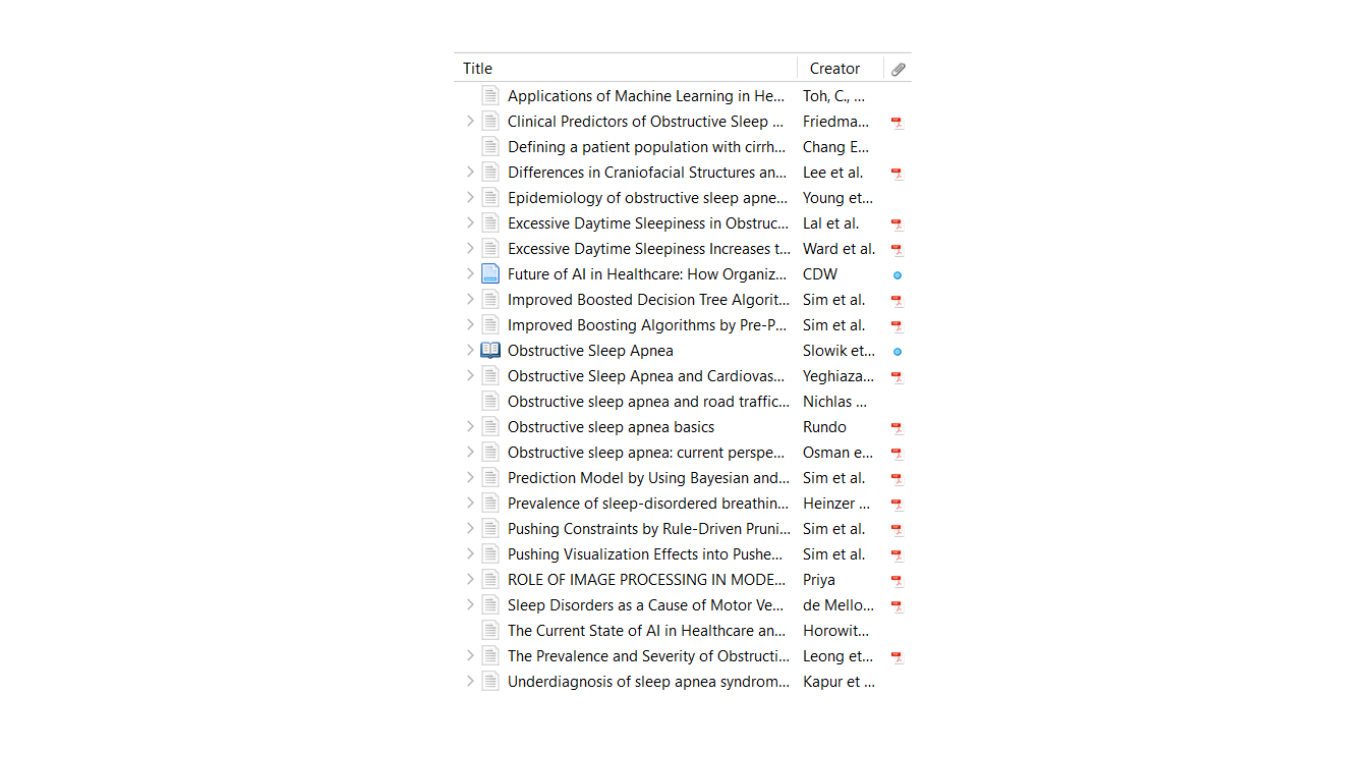 Title Creator
Applications of Machine Learning in He... Toh, C., ...
Clinical Predictors of Obstructive Sleep ... Friedma...
Defining a patient population with cirrh... Chang E...
Differences in Craniofacial Structures an... Lee et al.
Epidemiology of obstructive sleep apne... Young et...
Excessive Daytime Sleepiness in Obstruc... Lal et al.
Excessive Daytime Sleepiness Increases t... Ward et al.
Future of AI in Healthcare: How Organiz... CDW
Improved Boosted Decision Tree Algorit... Sim et al.
Improved Boosting Algorithms by Pre-P... Sim et al.
Obstructive Sleep Apnea Slowik et...
Obstructive Sleep Apnea and Cardiovas... Yeghiaza...
Obstructive sleep apnea and road traffic... Nichlas ...
Obstructive sleep apnea basics Rundo
Obstructive sleep apnea: current perspe... Osman e...
Prediction Model by Using Bayesian and... Sim et al.
Prevalence of sleep-disordered breathin... Heinzer ...
Pushing Constraints by Rule-Driven Pruni... Sim et al.
Pushing Visualization Effects into Pushe... Sim et al.
ROLE OF IMAGE PROCESSING IN MODE... Priya
Sleep Disorders as a Cause of Motor Ve... de Mello...
The Current State of AI in Healthcare an... Horowit...
The Prevalence and Severity of Obstructi... Leong et...
Underdiagnosis of sleep apnea syndrom... Kapur et ...